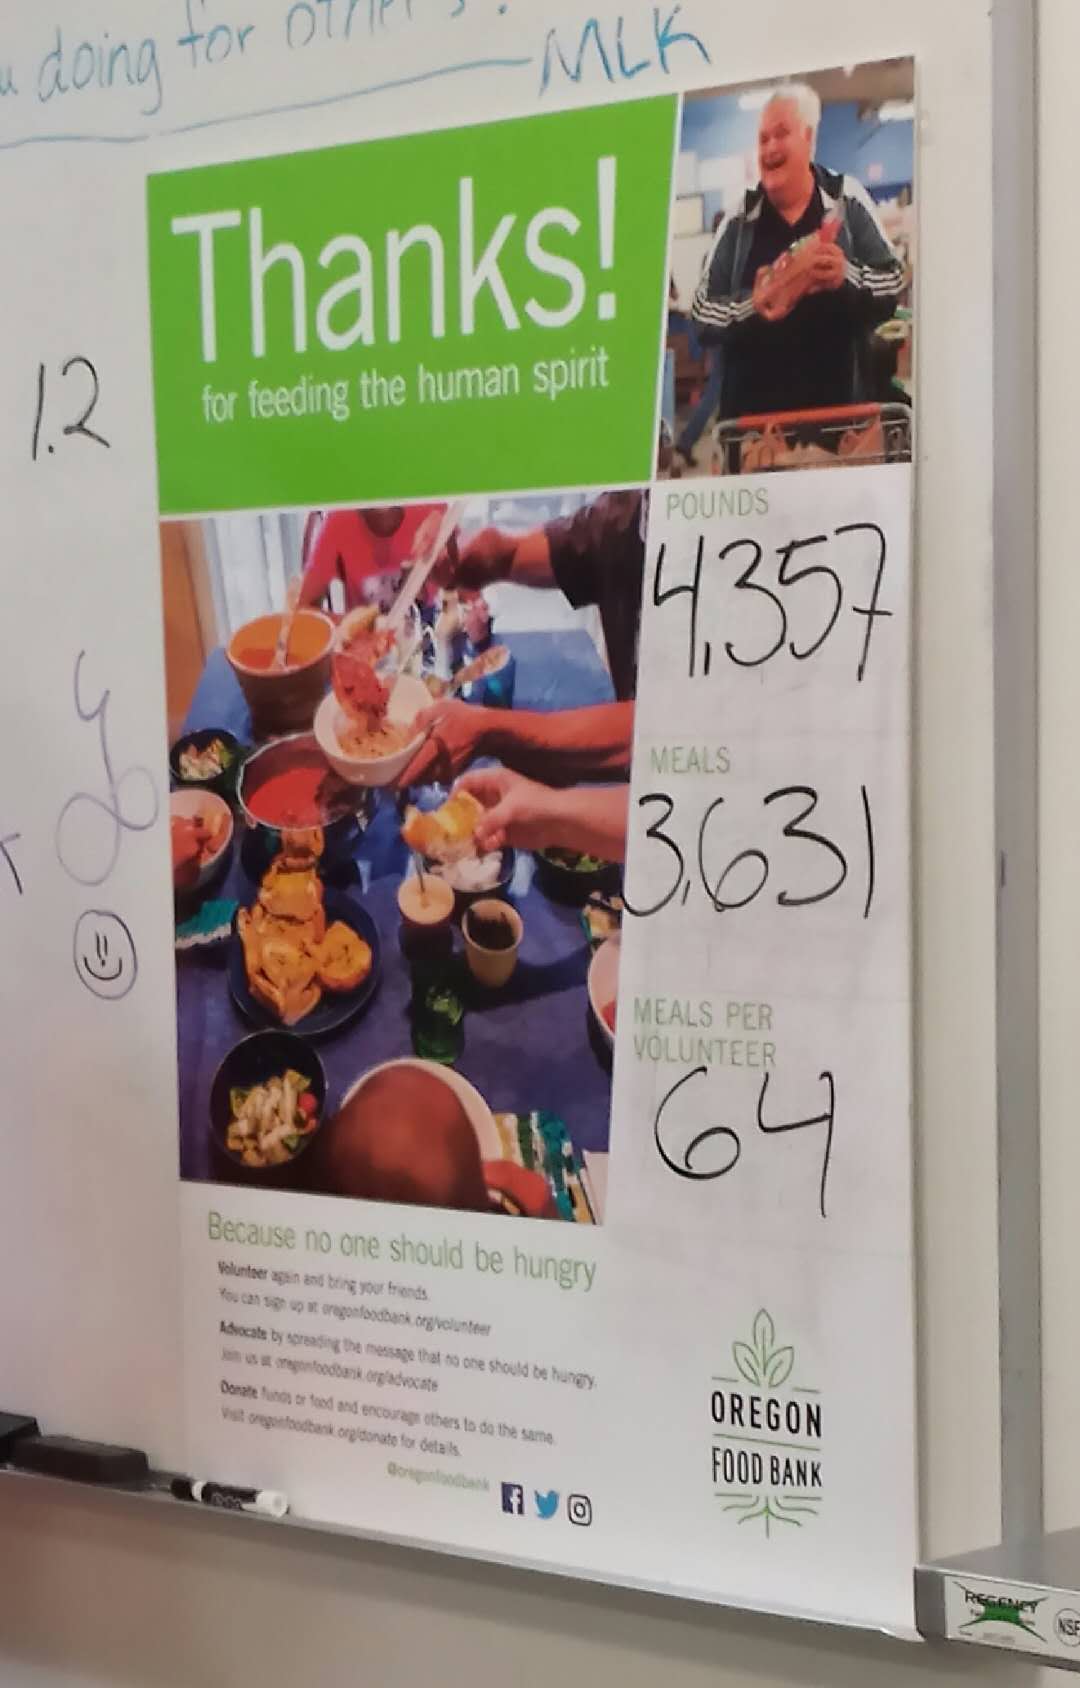 doing for others?
MLK
Thanks!
for feeding the human spirit
1.2
POUNDS
4,357
MEALS
3,631
MEALS PER
VOLUNTEER
64
Because no one should be hungry
Volunteer again and bring your friends.
You can sign up at oregonfoodbank.org/volunteer
Advocate by spreading the message that no one should be hungry.
Join us at oregonfoodbank.org/advocate
Donate funds or food and encourage others to do the same.
Visit oregonfoodbank.org/donate for details.
@oregonfoodbank
OREGON
FOOD BANK
REGENCY
NSF